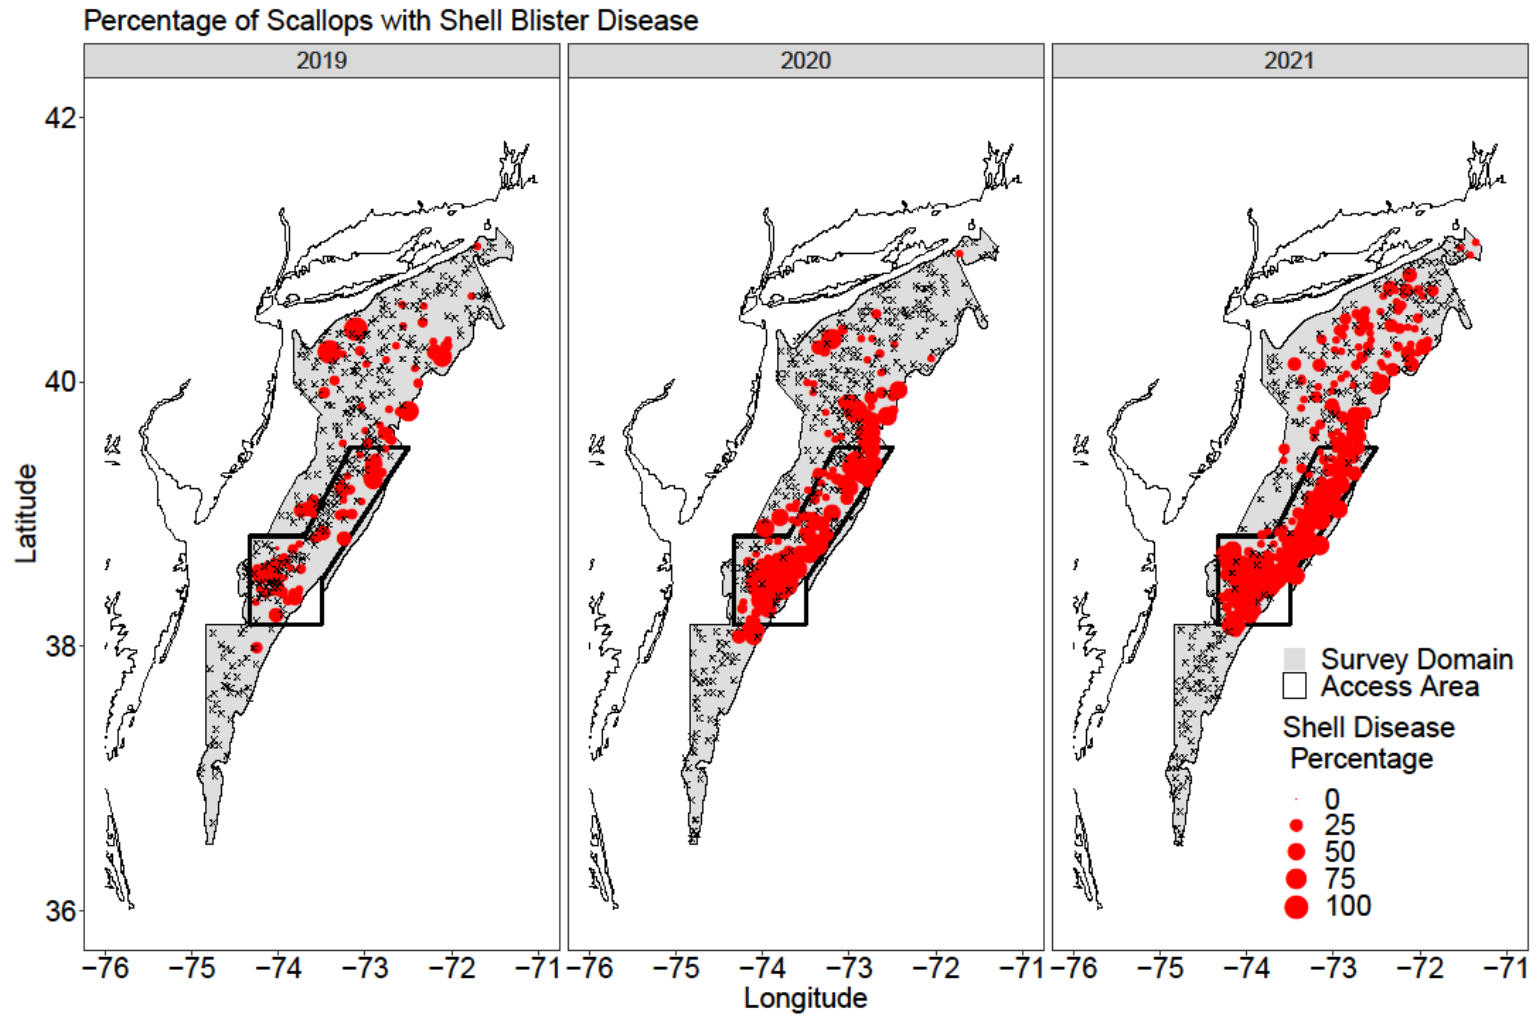 Percentage of Scallops with Shell Blister Disease
2019 2020 2021
42
40
38
36
Latitude
Survey Domain
Access Area
Shell Disease
Percentage
0
25
50
75
100
−76 −75 −74 −73 −72 −71 −76 −75 −74 −73 −72 −71 −76 −75 −74 −73 −72 −71
Longitude